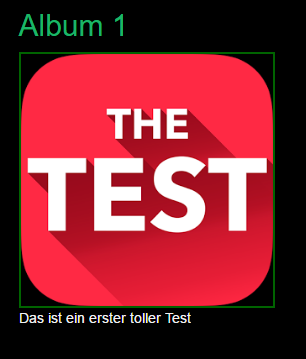 Album 1
THE
TEST
Das ist ein erster toller Test